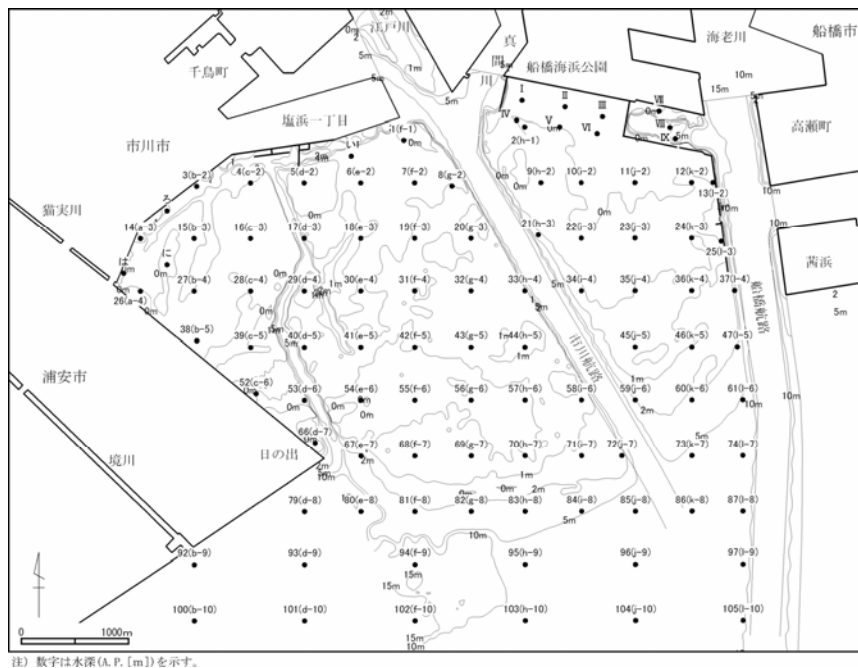 江戸川
真間川
船橋海浜公園
海老川
船橋市
千鳥町
塩浜一丁目
高瀬町
市川市
猫実川
茜浜
船橋航路
市川航路
浦安市
日の出
境川
Ⅰ
Ⅱ
Ⅲ
Ⅳ
Ⅴ
Ⅵ
Ⅶ
Ⅷ
Ⅸ
い
ろ
は
に
1(f-1)
2(h-1)
3(b-2)
4(c-2)
5(d-2)
6(e-2)
7(f-2)
8(g-2)
9(h-2)
10(i-2)
11(j-2)
12(k-2)
13(l-2)
14(a-3)
15(b-3)
16(c-3)
17(d-3)
18(e-3)
19(f-3)
20(g-3)
21(h-3)
22(i-3)
23(j-3)
24(k-3)
25(l-3)
26(a-4)
27(b-4)
28(c-4)
29(d-4)
30(e-4)
31(f-4)
32(g-4)
33(h-4)
34(i-4)
35(j-4)
36(k-4)
37(l-4)
38(b-5)
39(c-5)
40(d-5)
41(e-5)
42(f-5)
43(g-5)
44(h-5)
45(j-5)
46(k-5)
47(l-5)
52(c-6)
53(d-6)
54(e-6)
55(f-6)
56(g-6)
57(h-6)
58(i-6)
59(j-6)
60(k-6)
61(l-6)
66(d-7)
67(e-7)
68(f-7)
69(g-7)
70(h-7)
71(i-7)
72(j-7)
73(k-7)
74(l-7)
79(d-8)
80(e-8)
81(f-8)
82(g-8)
83(h-8)
84(i-8)
85(j-8)
86(k-8)
87(l-8)
92(b-9)
93(d-9)
94(f-9)
95(h-9)
96(j-9)
97(l-9)
100(b-10)
101(d-10)
102(f-10)
103(h-10)
104(j-10)
105(l-10)
0m
1m
2m
5m
10m
15m
0 1000m
注）数字は水深(A.P.[m])を示す。